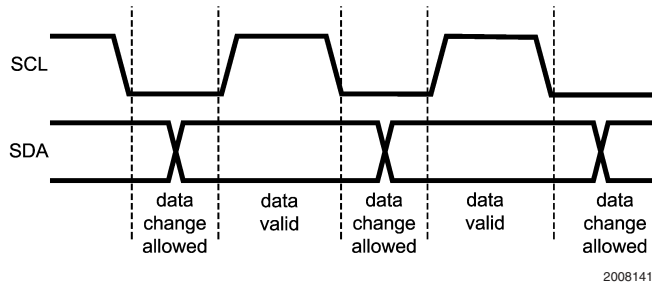 SCL
SDA
data
change
allowed
data
valid
data
change
allowed
data
valid
data
change
allowed
2008141